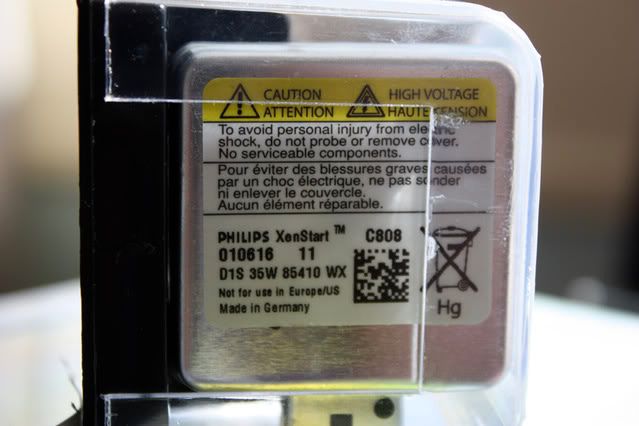 CAUTION HIGH VOLTAGE
ATTENTION HAUTE TENSION
To avoid personal injury from electric
shock, do not probe or remove cover.
No serviceable components.
Pour éviter des blessures graves causées
par un choc électrique, ne pas sonder
ni enlever le couvercle.
Aucun élément réparable.
PHILIPS XenStart™ C808
010616 11
D1S 35W 85410 WX
Not for use in Europe/US
Made in Germany
Hg